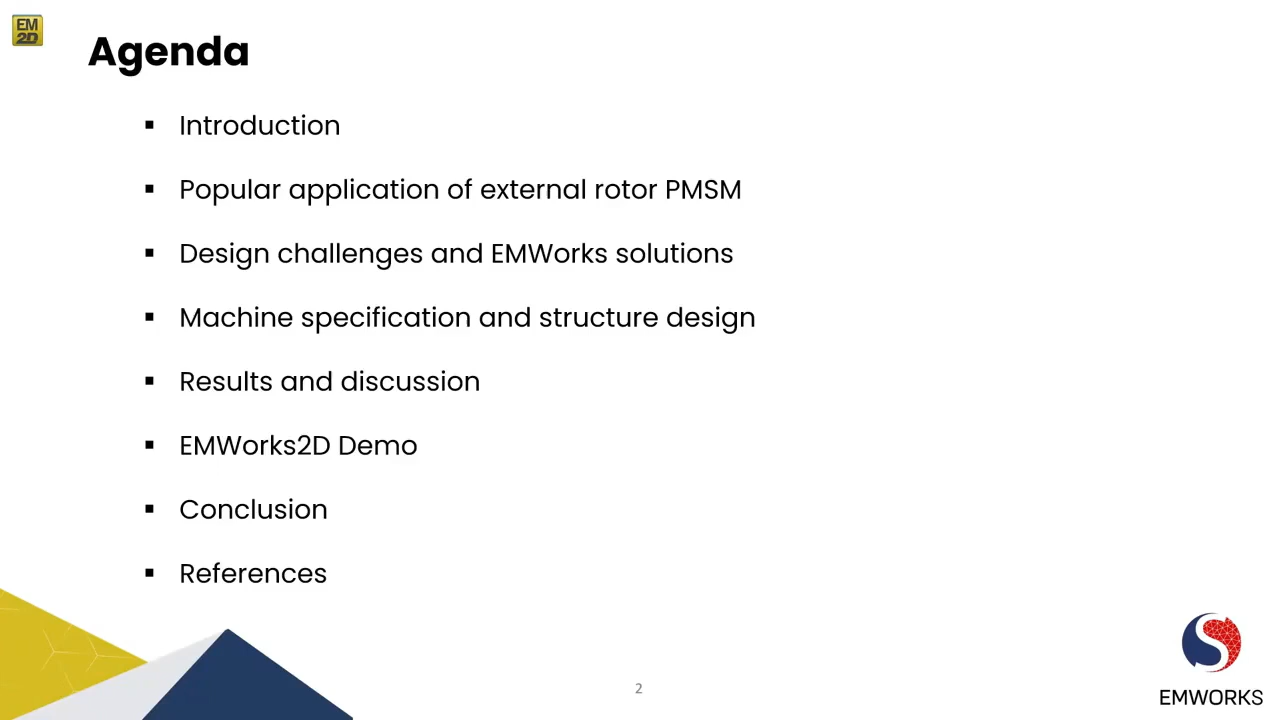 EM
2D
Agenda
▪ Introduction
▪ Popular application of external rotor PMSM
▪ Design challenges and EMWorks solutions
▪ Machine specification and structure design
▪ Results and discussion
▪ EMWorks2D Demo
▪ Conclusion
▪ References
2
EMWORKS